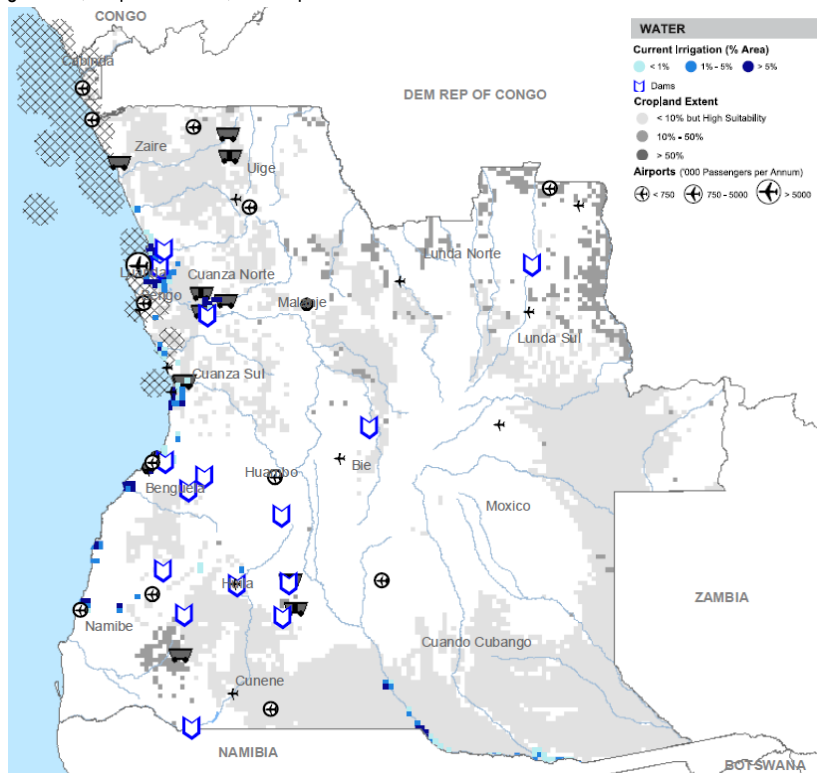 CONGO
Cabinda
DEM REP OF CONGO
Zaire
Uige
Lunda Norte
Cuanza Norte
Malanje
Lunda Sul
Cuanza Sul
Huambo
Bie
Benguela
Moxico
Huila
ZAMBIA
Namibe
Cuando Cubango
Cunene
NAMIBIA
BOTSWANA
WATER
Current Irrigation (% Area)
< 1% 1% - 5% > 5%
Dams
Cropland Extent
< 10% but High Suitability
10% - 50%
> 50%
Airports ('000 Passengers per Annum)
< 750 750 - 5000 > 5000